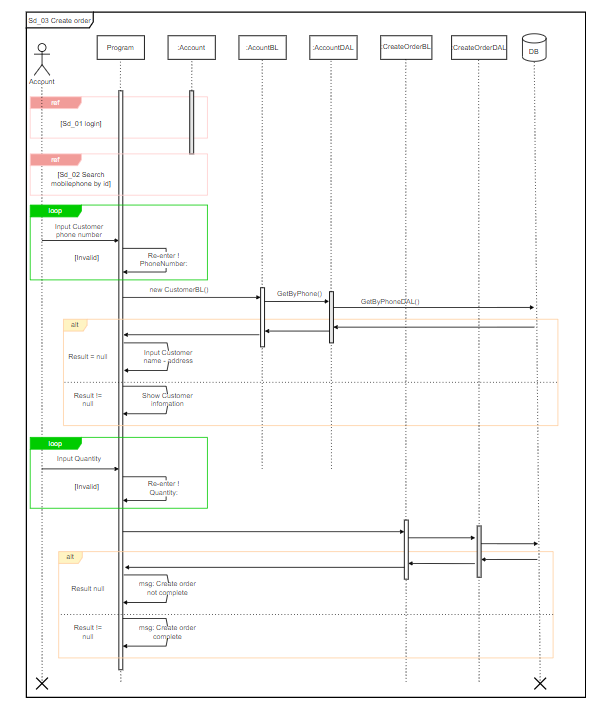 Sd_03 Create order
Program
:Account
:AcountBL
:AccountDAL
:CreateOrderBL
:CreateOrderDAL
DB
Account
ref
[Sd_01 login]
ref
[Sd_02 Search
mobilephone by id]
loop
Input Customer
phone number
[Invalid]
Re-enter !
PhoneNumber:
new CustomerBL()
GetByPhone()
GetByPhoneDAL()
alt
Result = null
Input Customer
name - address
Result !=
null
Show Customer
infomation
loop
Input Quantity
[Invalid]
Re-enter !
Quantity:
alt
Result null
msg: Create order
not complete
Result !=
null
msg: Create order
complete